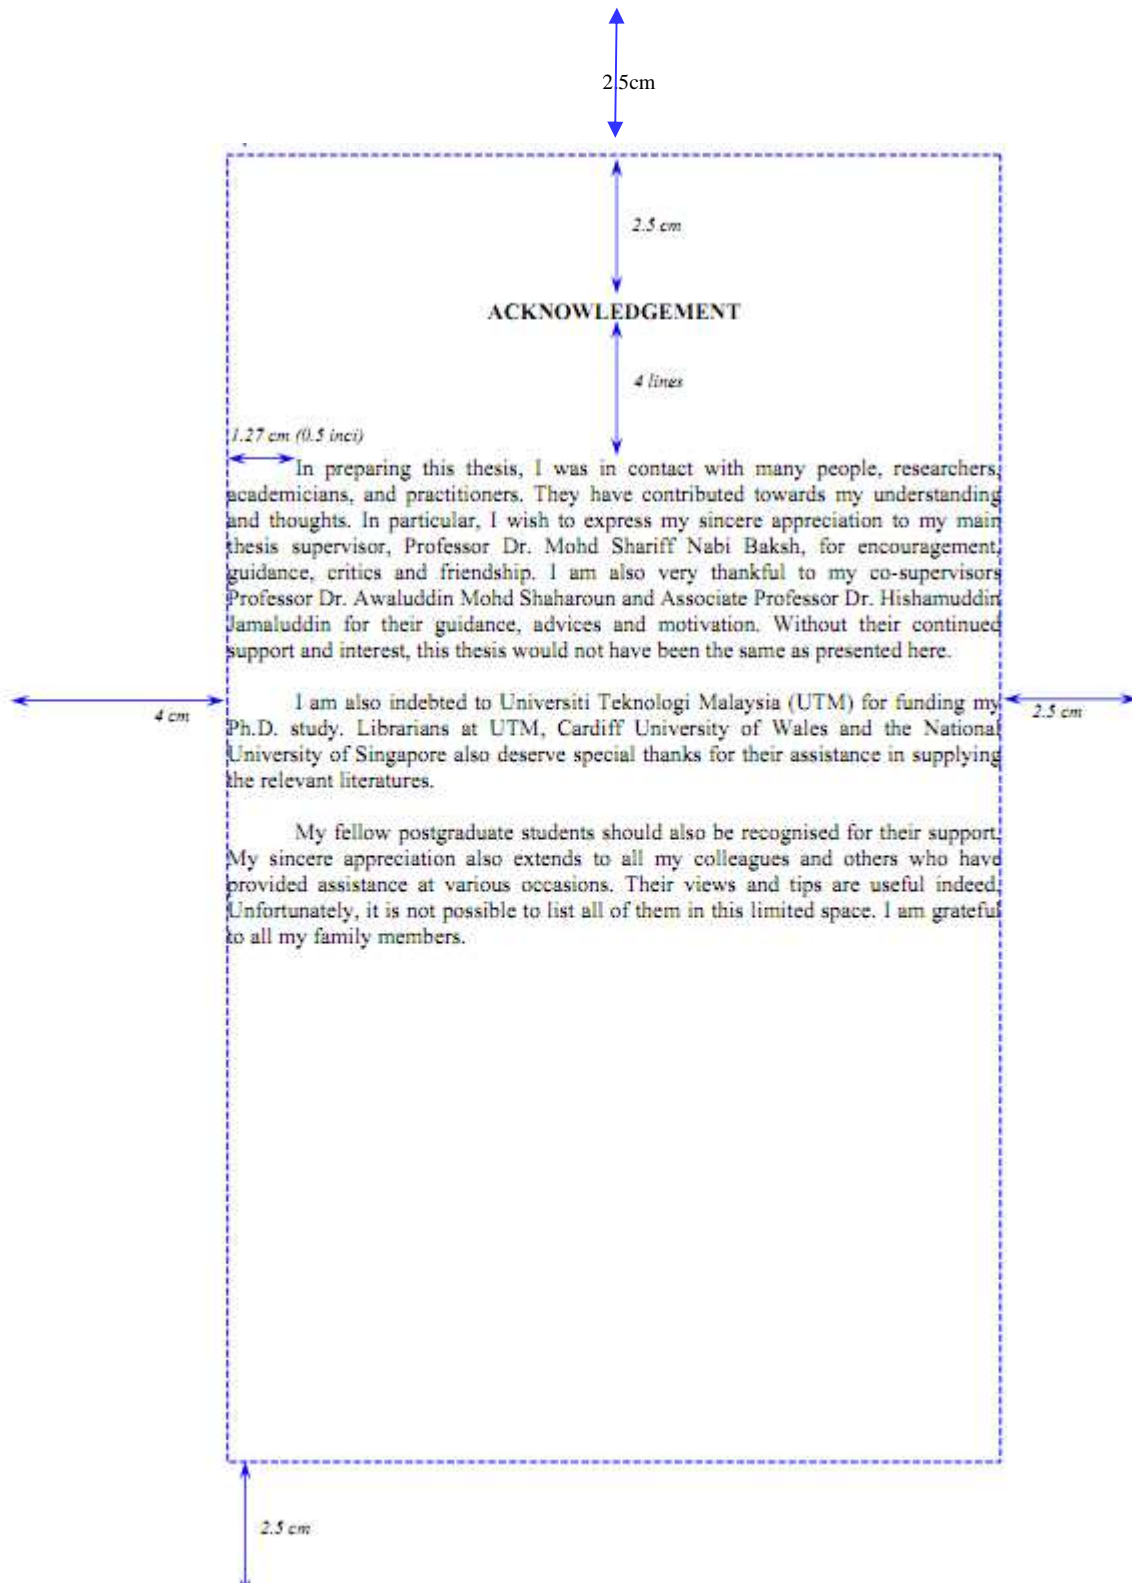 2.5cm
2.5 cm
ACKNOWLEDGEMENT
4 lines
1.27 cm (0.5 inci)
In preparing this thesis, I was in contact with many people, researchers,
academicians, and practitioners. They have contributed towards my understanding
and thoughts. In particular, I wish to express my sincere appreciation to my main
thesis supervisor, Professor Dr. Mohd Shariff Nabi Baksh, for encouragement,
guidance, critics and friendship. I am also very thankful to my co-supervisors
Professor Dr. Awaluddin Mohd Shaharoun and Associate Professor Dr. Hishamuddin
Jamaluddin for their guidance, advices and motivation. Without their continued
support and interest, this thesis would not have been the same as presented here.
I am also indebted to Universiti Teknologi Malaysia (UTM) for funding my
4 cm
2.5 cm
Ph.D. study. Librarians at UTM, Cardiff University of Wales and the National
University of Singapore also deserve special thanks for their assistance in supplying
the relevant literatures.
My fellow postgraduate students should also be recognised for their support.
My sincere appreciation also extends to all my colleagues and others who have
provided assistance at various occasions. Their views and tips are useful indeed.
Unfortunately, it is not possible to list all of them in this limited space. I am grateful
to all my family members.
2.5 cm